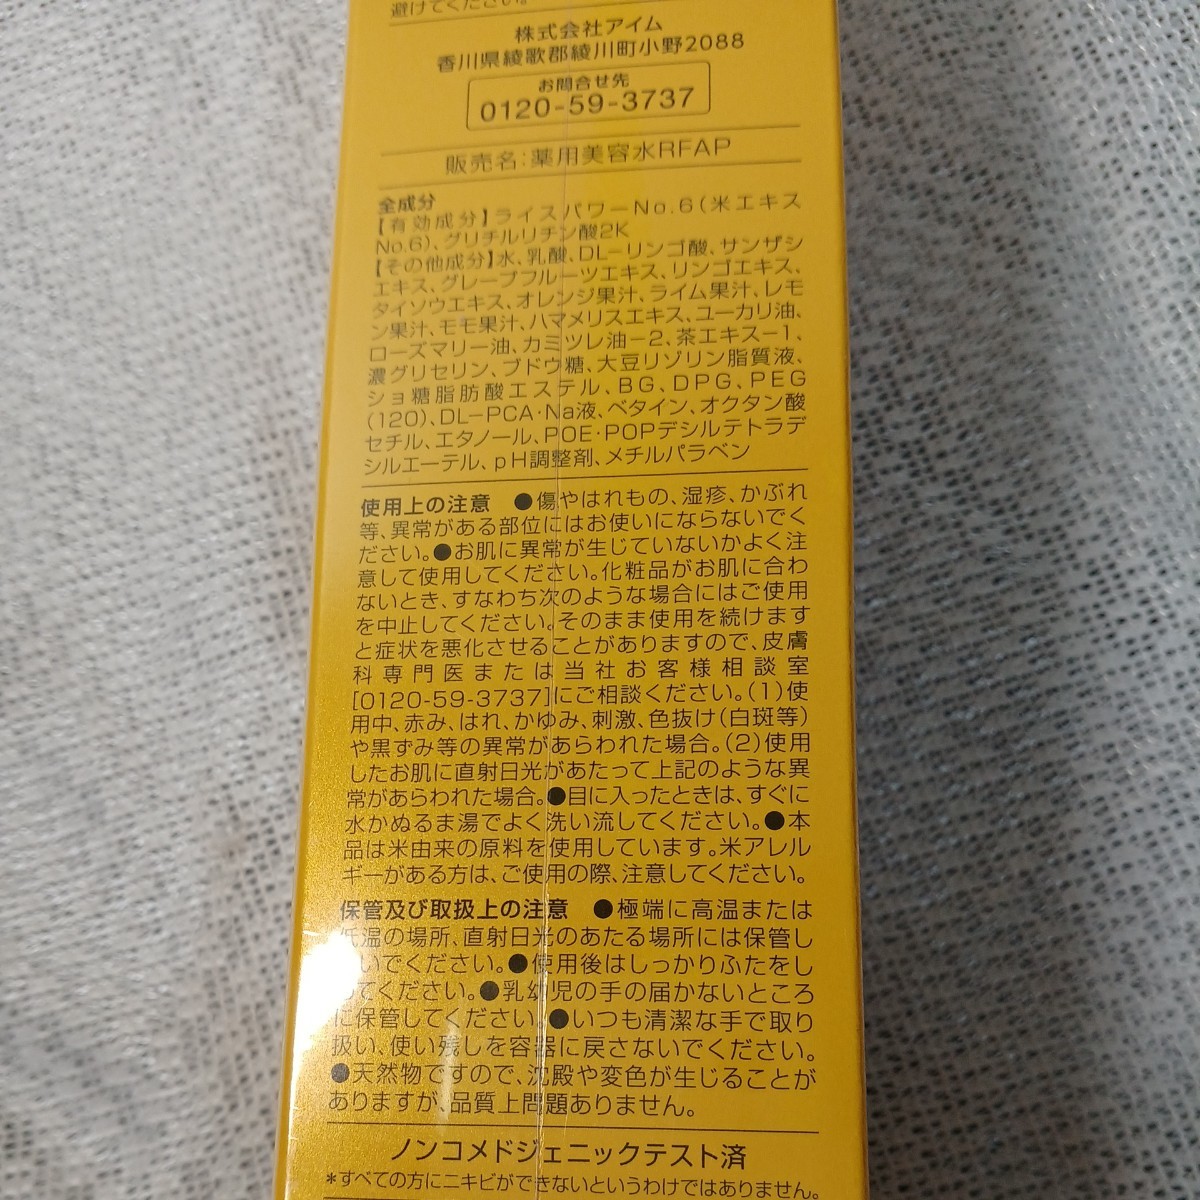 避けてください。
株式会社アイム
香川県綾歌郡綾川町小野2088
お問合せ先
0120-59-3737
販売名:薬用美容水RFAP
全成分
【有効成分】ライスパワーNo.6(米エキス
No.6)、グリチルリチン酸2K
【その他成分】水、乳酸、DL-リンゴ酸、サンザシ
エキス、グレープフルーツエキス、リンゴエキス、
タイソウエキス、オレンジ果汁、ライム果汁、レモ
ン果汁、モモ果汁、ハマメリスエキス、ユーカリ油、
ローズマリー油、カミツレ油-2、茶エキス-1、
濃グリセリン、ブドウ糖、大豆リゾリン脂質液、
ショ糖脂肪酸エステル、BG、DPG、PEG
(120)、DL-PCA・Na液、ベタイン、オクタン酸
セチル、エタノール、POE・POPデシルテトラデ
シルエーテル、pH調整剤、メチルパラベン
使用上の注意 ●傷やはれもの、湿疹、かぶれ
等、異常がある部位にはお使いにならないでく
ださい。●お肌に異常が生じていないかよく注
意して使用してください。化粧品がお肌に合わ
ないとき、すなわち次のような場合にはご使用
を中止してください。そのまま使用を続けます
と症状を悪化させることがありますので、皮膚
科専門医または当社お客様相談室
[0120-59-3737]にご相談ください。(1)使
用中、赤み、はれ、かゆみ、刺激、色抜け(白斑等)
や黒ずみ等の異常があらわれた場合。(2)使用
したお肌に直射日光があたって上記のような異
常があらわれた場合。●目に入ったときは、すぐに
水かぬるま湯でよく洗い流してください。●本
品は米由来の原料を使用しています。米アレル
ギーがある方は、ご使用の際、注意してください。
保管及び取扱上の注意 ●極端に高温または
低温の場所、直射日光のあたる場所には保管し
ないでください。●使用後はしっかりふたをし
めてください。●乳幼児の手の届かないところ
に保管してください。●いつも清潔な手で取り
扱い、使い残しを容器に戻さないでください。
●天然物ですので、沈殿や変色が生じることが
ありますが、品質上問題ありません。
ノンコメドジェニックテスト済
*すべての方にニキビができないというわけではありません。